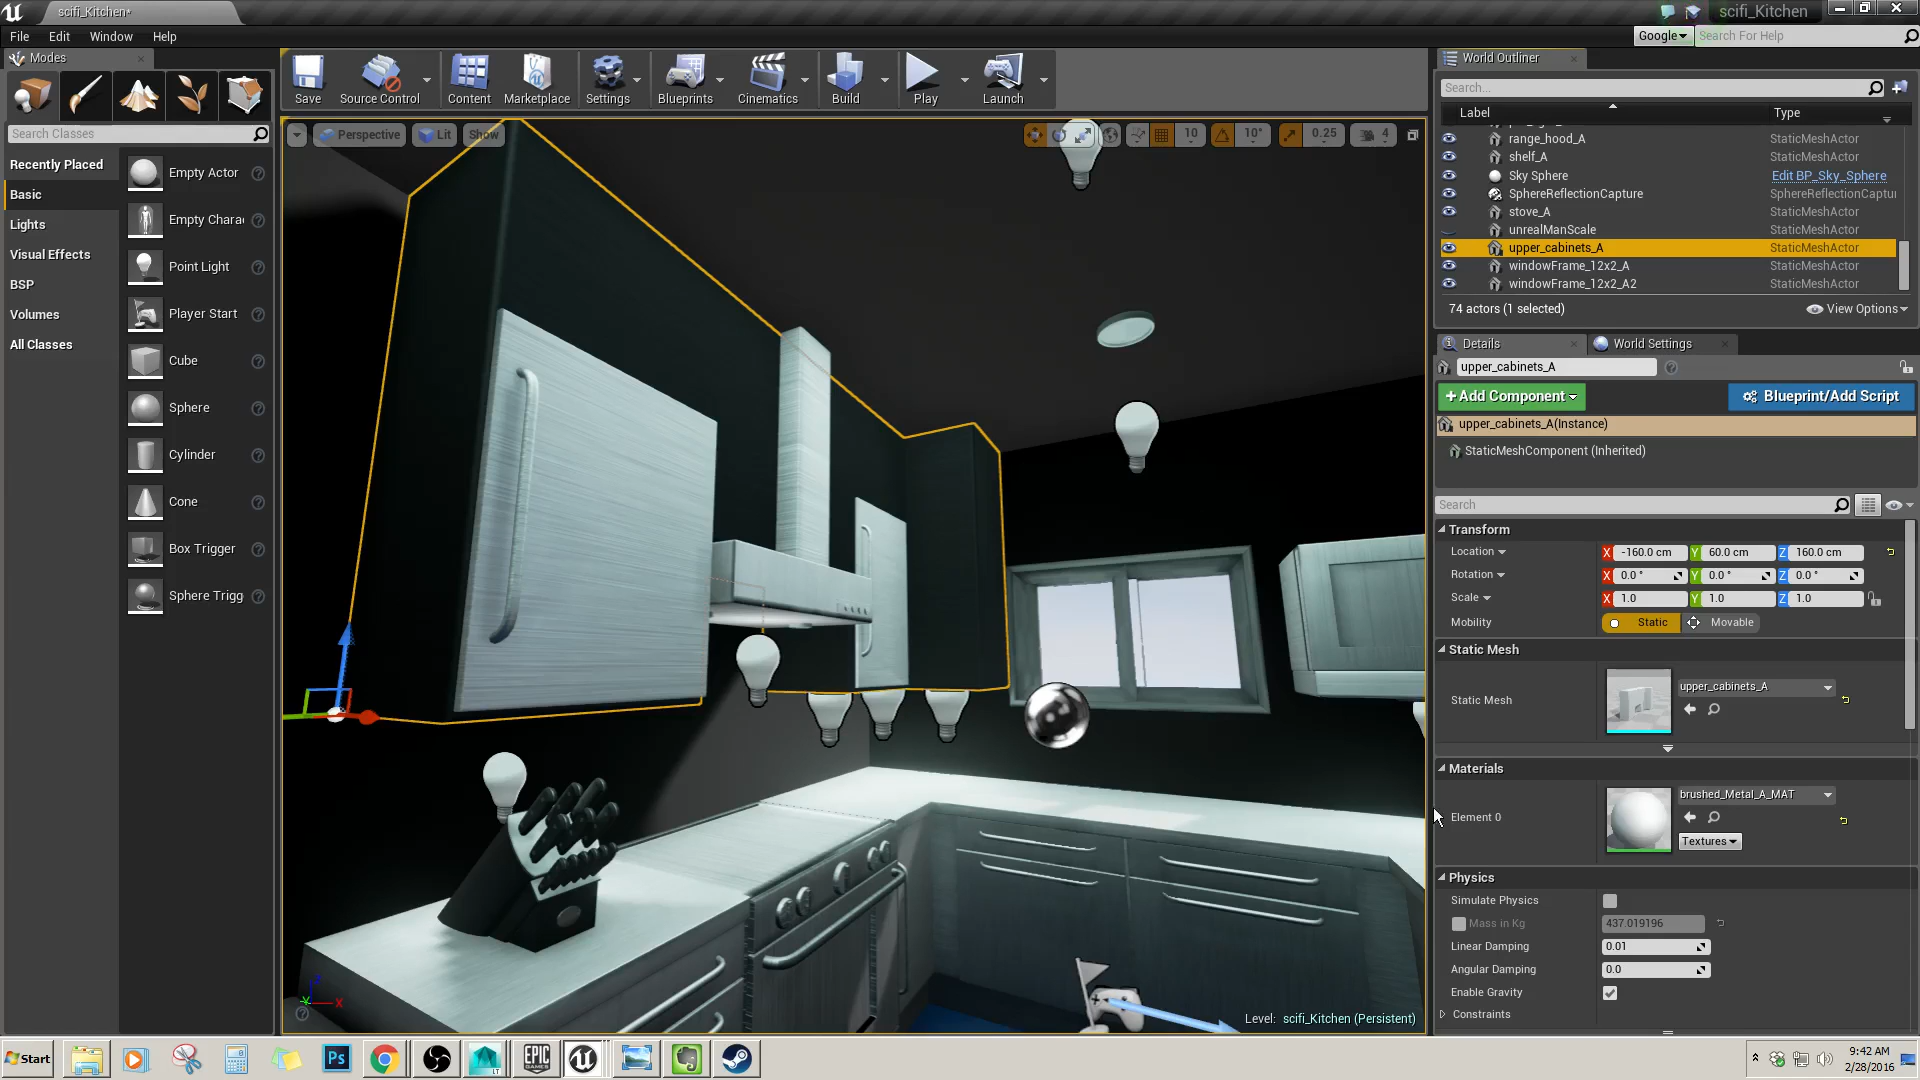 scifi_Kitchen*
scifi_Kitchen
File Edit Window Help
Google Search For Help
Modes
Save Source Control Content Marketplace Settings Blueprints Cinematics Build Play Launch
Search Classes
Recently Placed
Basic
Lights
Visual Effects
BSP
Volumes
All Classes
Empty Actor
Empty Chara
Point Light
Player Start
Cube
Sphere
Cylinder
Cone
Box Trigger
Sphere Trigg
Perspective Lit Show 10 10° 0.25 4
Level: scifi_Kitchen (Persistent)
World Outliner
Search...
Label Type
range_hood_A StaticMeshActor
shelf_A StaticMeshActor
Sky Sphere Edit BP_Sky_Sphere
SphereReflectionCapture SphereReflectionCaptu
stove_A StaticMeshActor
unrealManScale StaticMeshActor
upper_cabinets_A StaticMeshActor
windowFrame_12x2_A StaticMeshActor
windowFrame_12x2_A2 StaticMeshActor
74 actors (1 selected) View Options
Details World Settings
upper_cabinets_A
+Add Component Blueprint/Add Script
upper_cabinets_A(Instance)
StaticMeshComponent (Inherited)
Search
Transform
Location X -160.0 cm Y 60.0 cm Z 160.0 cm
Rotation X 0.0 ° Y 0.0 ° Z 0.0 °
Scale X 1.0 Y 1.0 Z 1.0
Mobility Static Movable
Static Mesh
Static Mesh upper_cabinets_A
Materials
Element 0 brushed_Metal_A_MAT
Textures
Physics
Simulate Physics
Mass in Kg 437.019196
Linear Damping 0.01
Angular Damping 0.0
Enable Gravity
Constraints
Start Ps LT EPIC GAMES
9:42 AM
2/28/2016